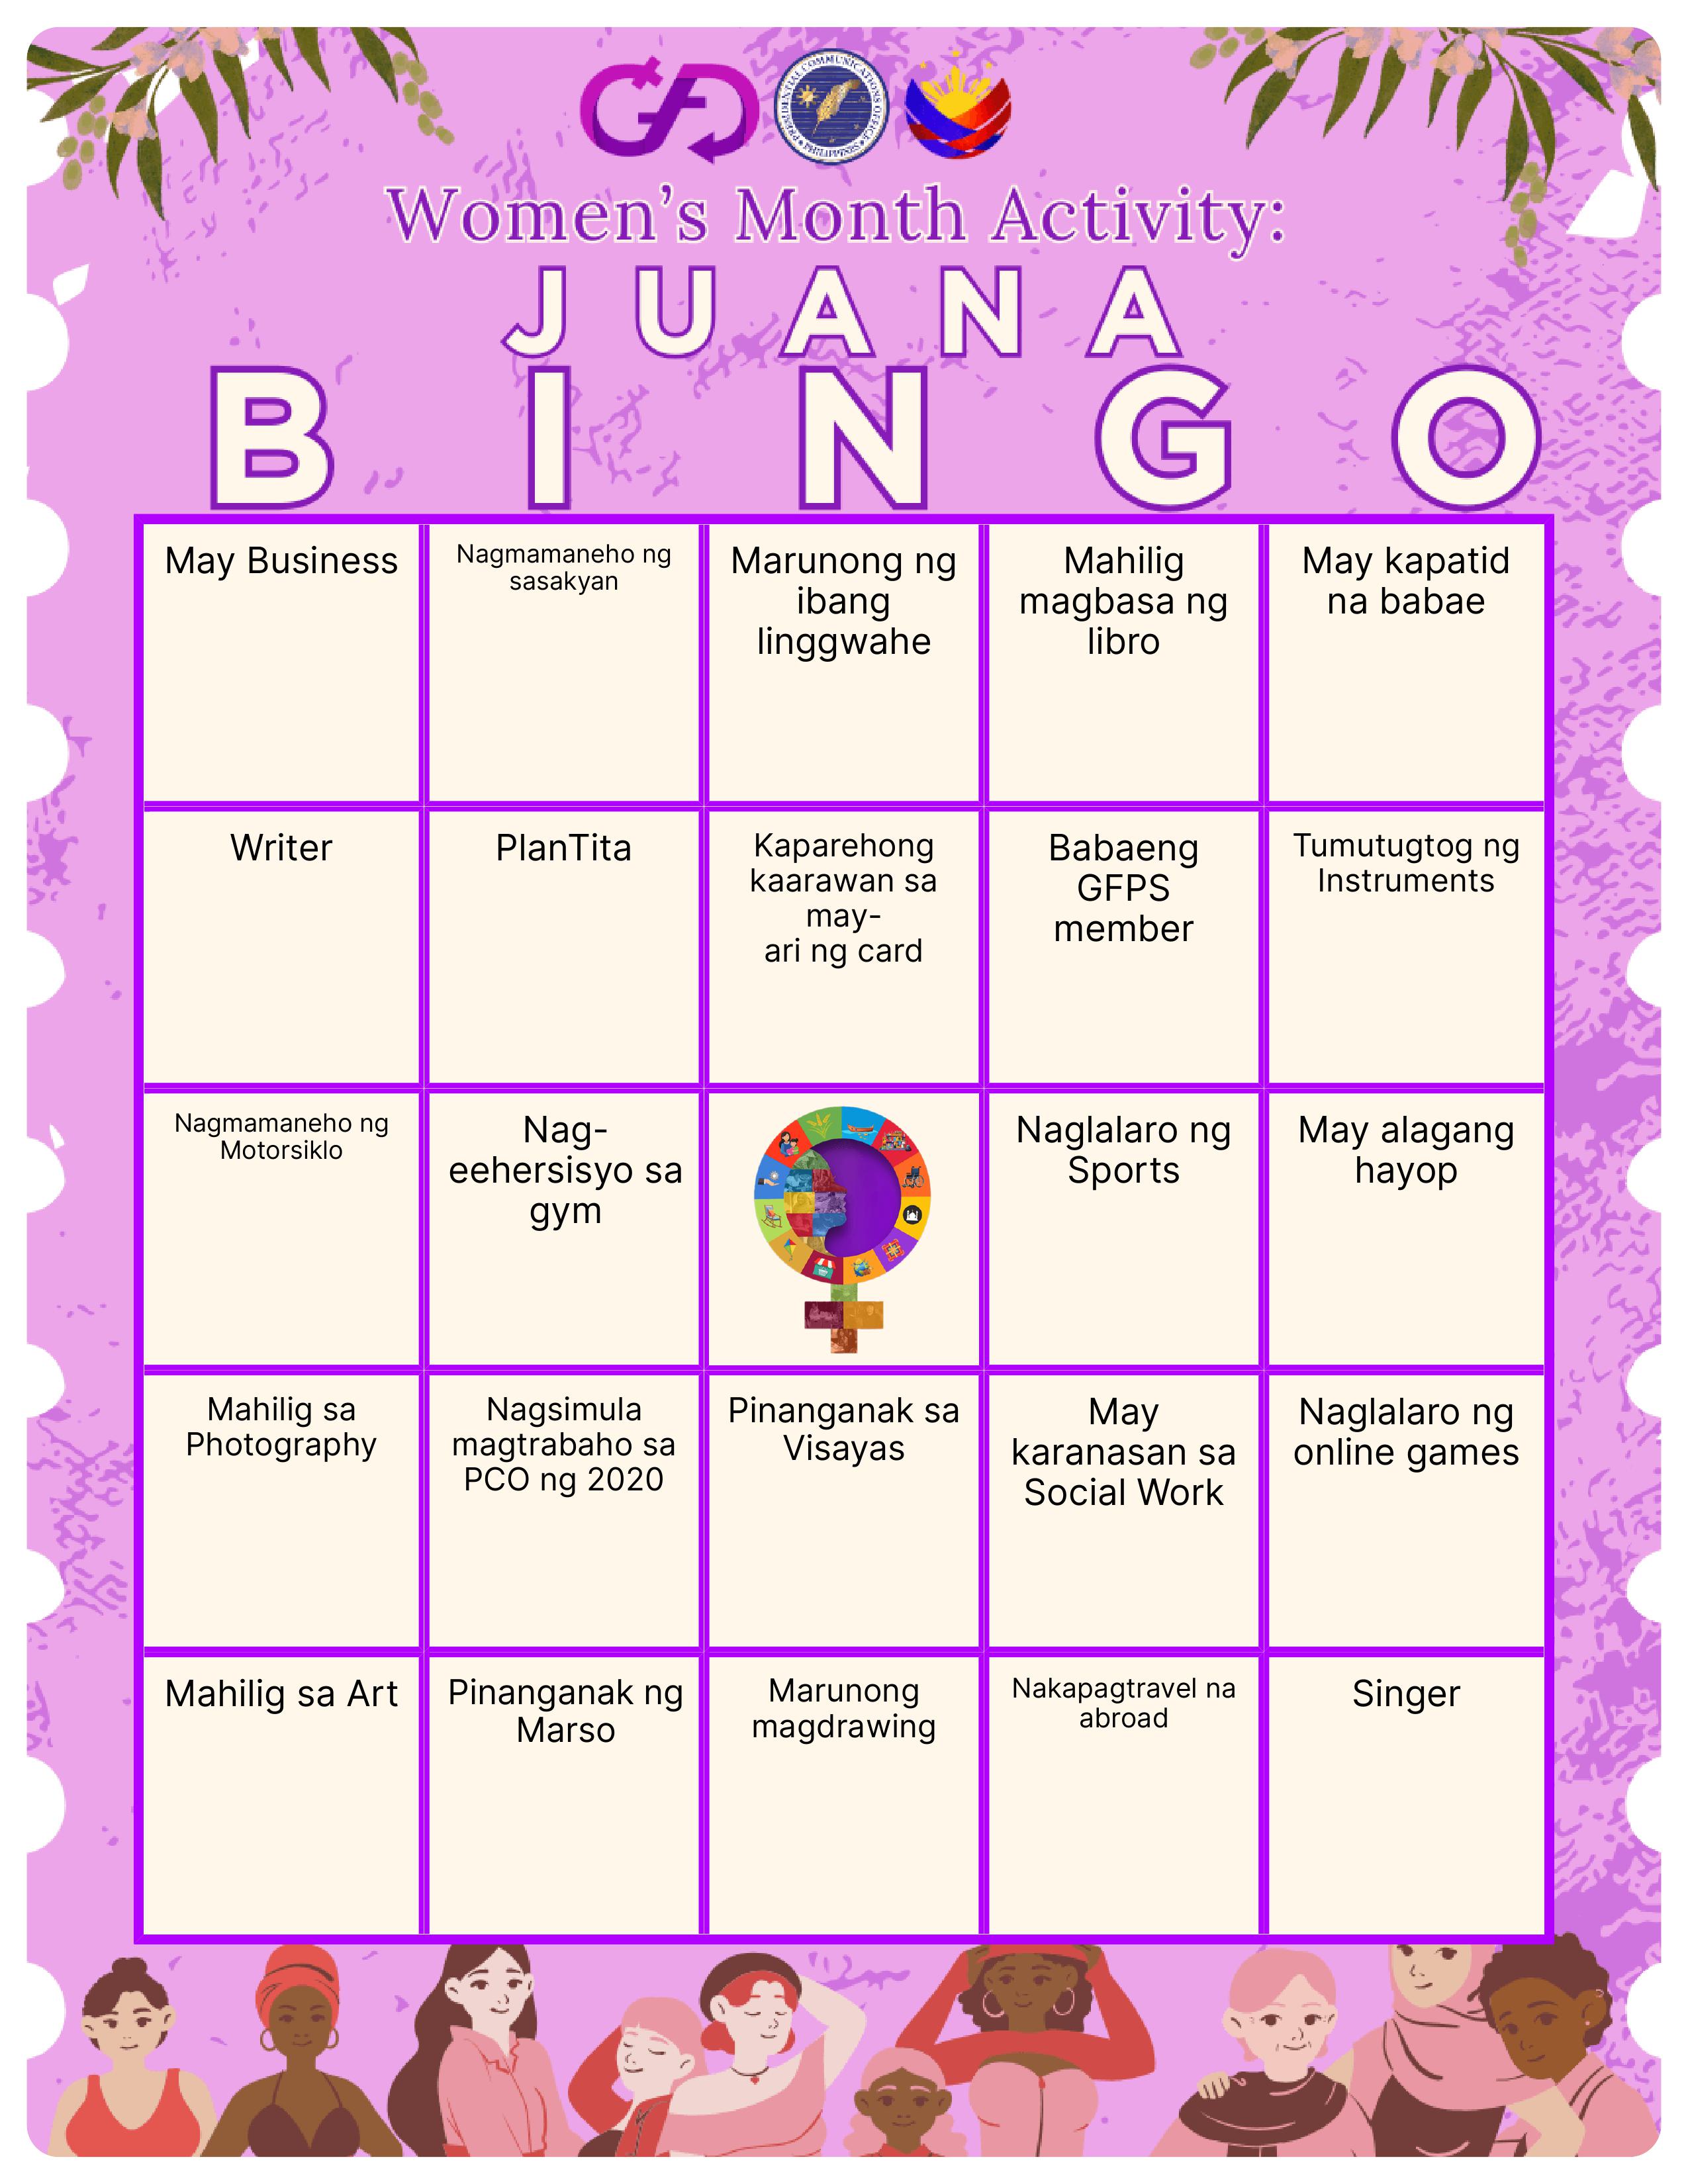 PRESIDENTIAL COMMUNICATIONS OFFICE
PHILIPPINES
Women's Month Activity:
JUANA
BINGO
May Business
Nagmamaneho ng
sasakyan
Marunong ng
ibang
linggwahe
Mahilig
magbasa ng
libro
May kapatid
na babae
Writer
PlanTita
Kaparehong
kaarawan sa
may-
ari ng card
Babaeng
GFPS
member
Tumutugtog ng
Instruments
Nagmamaneho ng
Motorsiklo
Nag-
eehersisyo sa
gym
Naglalaro ng
Sports
May alagang
hayop
Mahilig sa
Photography
Nagsimula
magtrabaho sa
PCO ng 2020
Pinanganak sa
Visayas
May
karanasan sa
Social Work
Naglalaro ng
online games
Mahilig sa Art
Pinanganak ng
Marso
Marunong
magdrawing
Nakapagtravel na
abroad
Singer